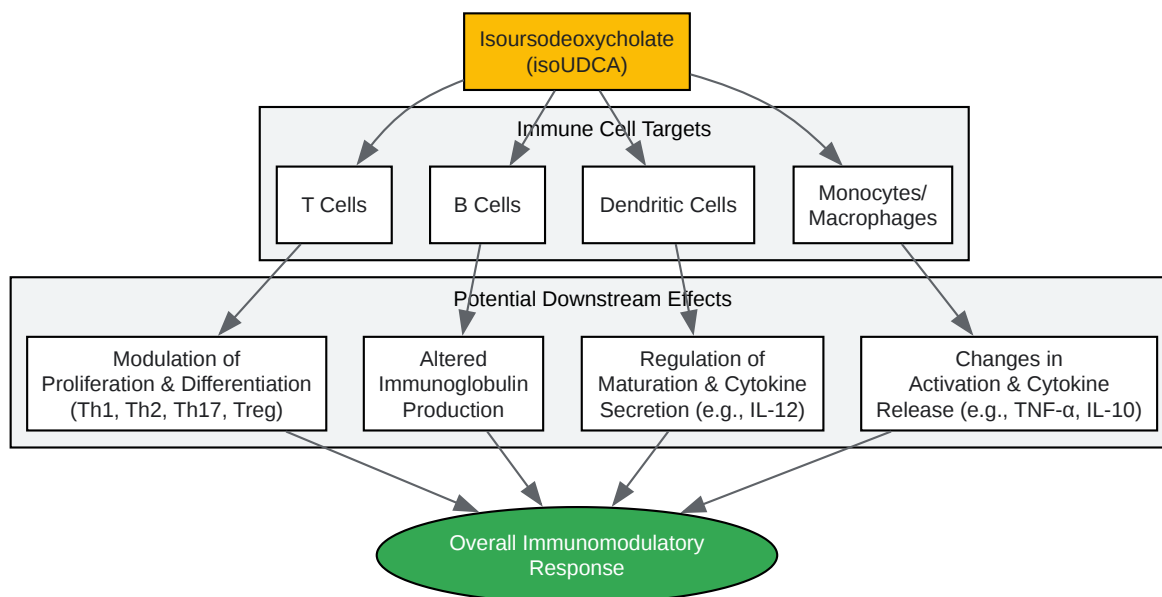 Isoursodeoxycholate
(isoUDCA)
Immune Cell Targets
T Cells
B Cells
Dendritic Cells
Monocytes/
Macrophages
Potential Downstream Effects
Modulation of
Proliferation & Differentiation
(Th1, Th2, Th17, Treg)
Altered
Immunoglobulin
Production
Regulation of
Maturation & Cytokine
Secretion (e.g., IL-12)
Changes in
Activation & Cytokine
Release (e.g., TNF-α, IL-10)
Overall Immunomodulatory
Response